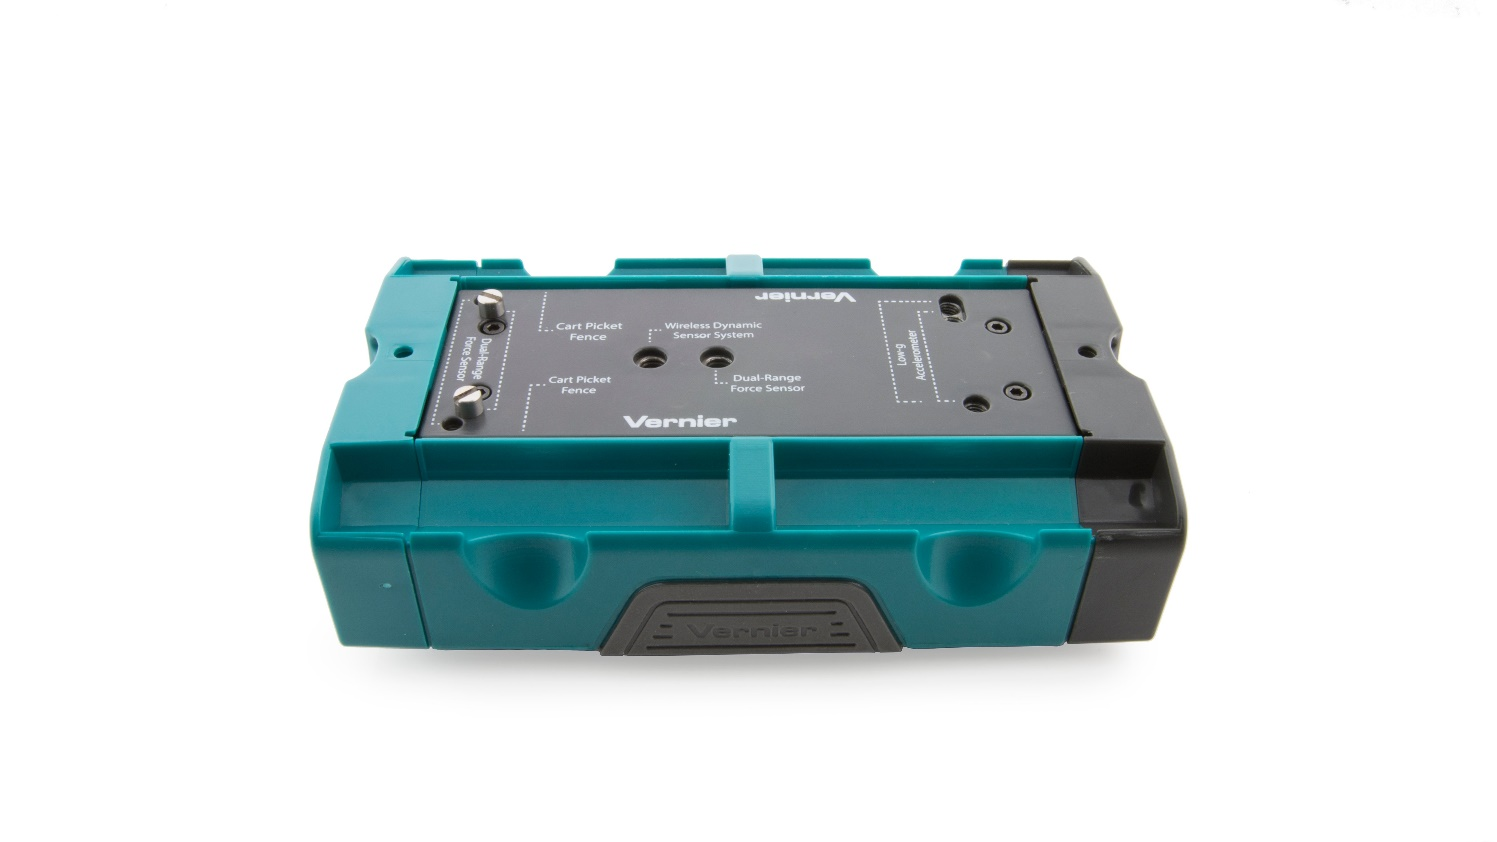 Vernier
Cart Picket
Fence
Wireless Dynamic
Sensor System
Dual-Range
Force Sensor
Low-g
Accelerometer
Cart Picket
Fence
Dual-Range
Force Sensor
Vernier
Vernier